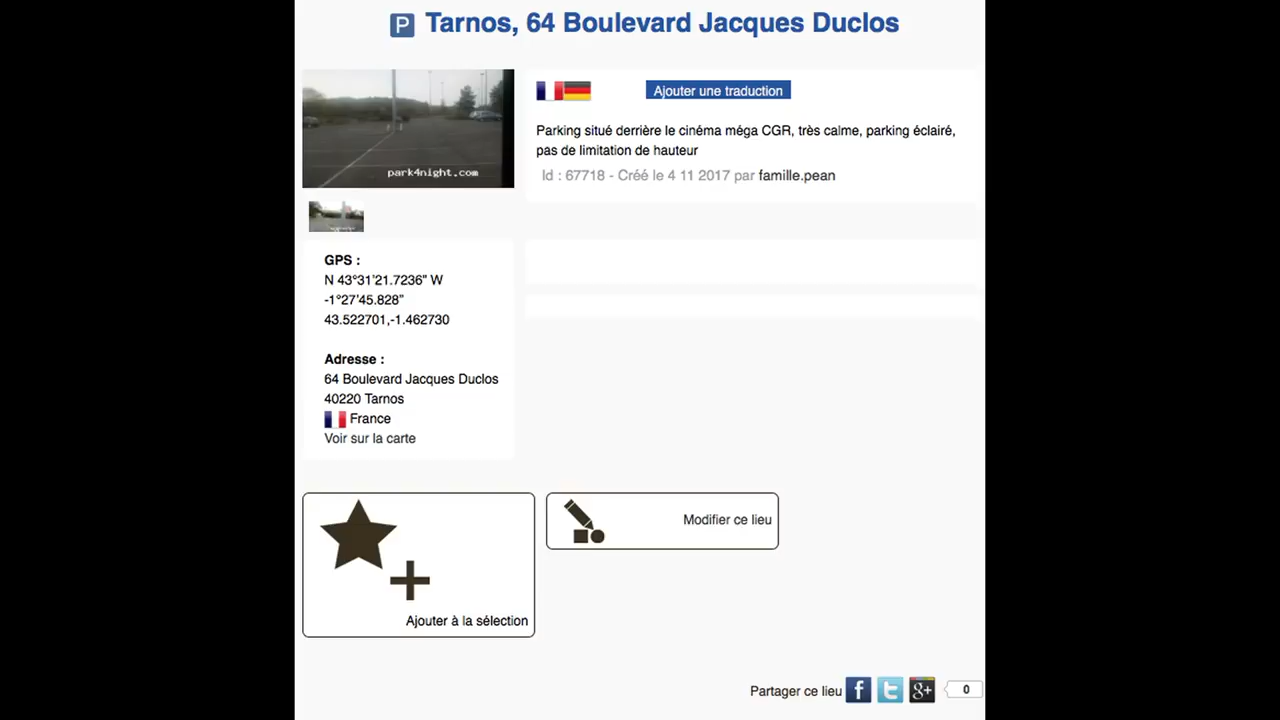 P Tarnos, 64 Boulevard Jacques Duclos
park4night.com
Ajouter une traduction
Parking situé derrière le cinéma méga CGR, très calme, parking éclairé,
pas de limitation de hauteur
Id : 67718 - Créé le 4 11 2017 par famille.pean
GPS :
N 43°31'21.7236” W
-1°27'45.828”
43.522701,-1.462730
Adresse :
64 Boulevard Jacques Duclos
40220 Tarnos
France
Voir sur la carte
Ajouter à la sélection
Modifier ce lieu
Partager ce lieu f t g+ 0